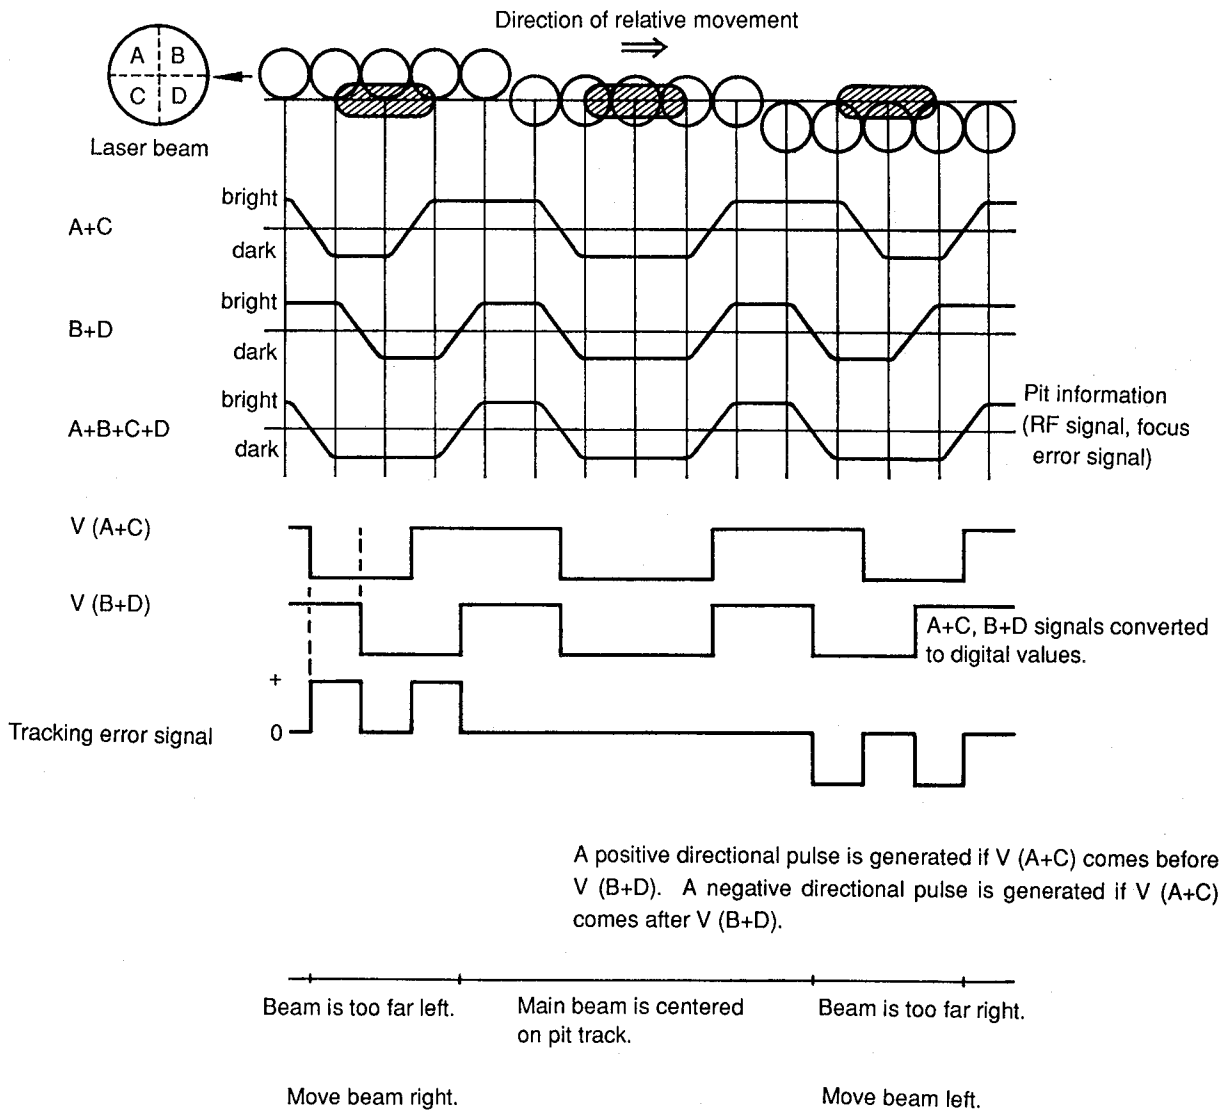 Direction of relative movement
A B
C D
Laser beam
bright
A+C
dark
bright
B+D
dark
bright
A+B+C+D
dark
Pit information
(RF signal, focus
error signal)
V (A+C)
V (B+D)
A+C, B+D signals converted
to digital values.
+
Tracking error signal 0
A positive directional pulse is generated if V (A+C) comes before
V (B+D). A negative directional pulse is generated if V (A+C)
comes after V (B+D).
Beam is too far left.
Main beam is centered
on pit track.
Beam is too far right.
Move beam right.
Move beam left.